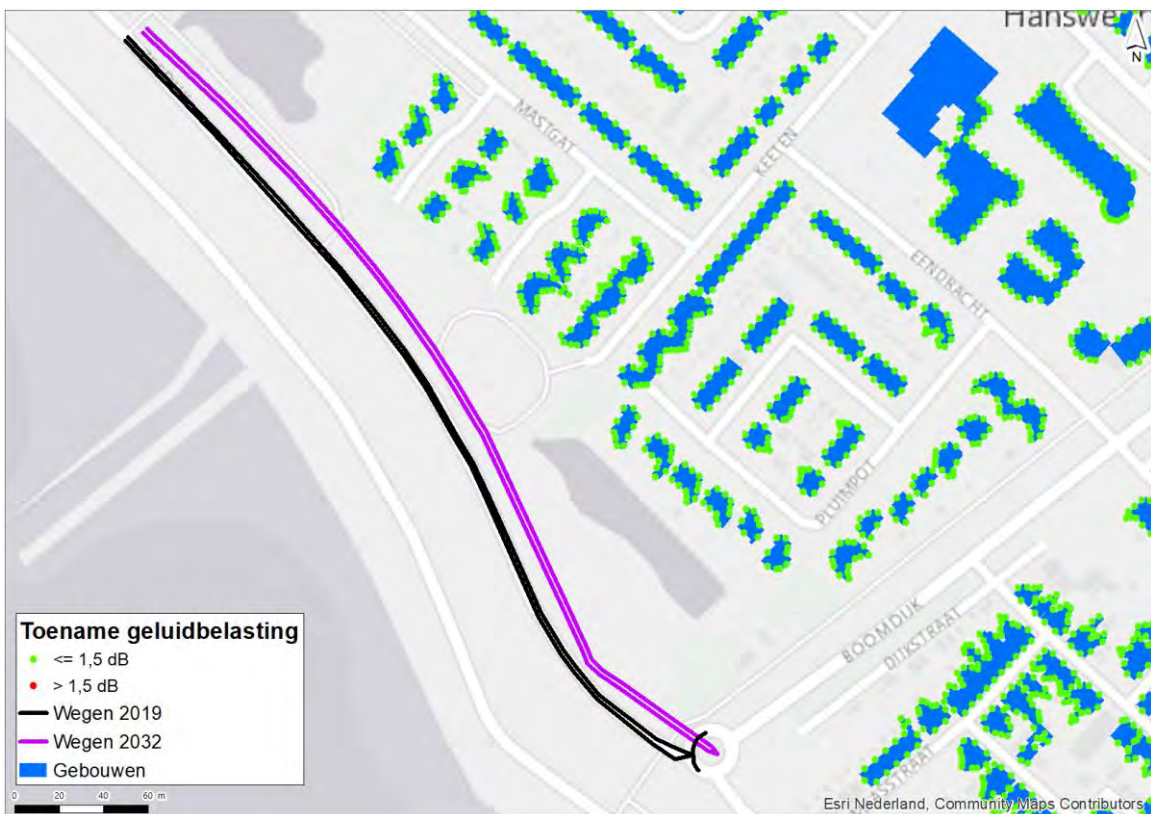 Hanswe
N
MASTGAT
KEETEN
EENDRACHT
PLUIMPOT
BOOMDIJK
DIJKSTRAAT
Toename geluidbelasting
<= 1,5 dB
> 1,5 dB
Wegen 2019
Wegen 2032
Gebouwen
0 20 40 60 m
Esri Nederland, Community Maps Contributors